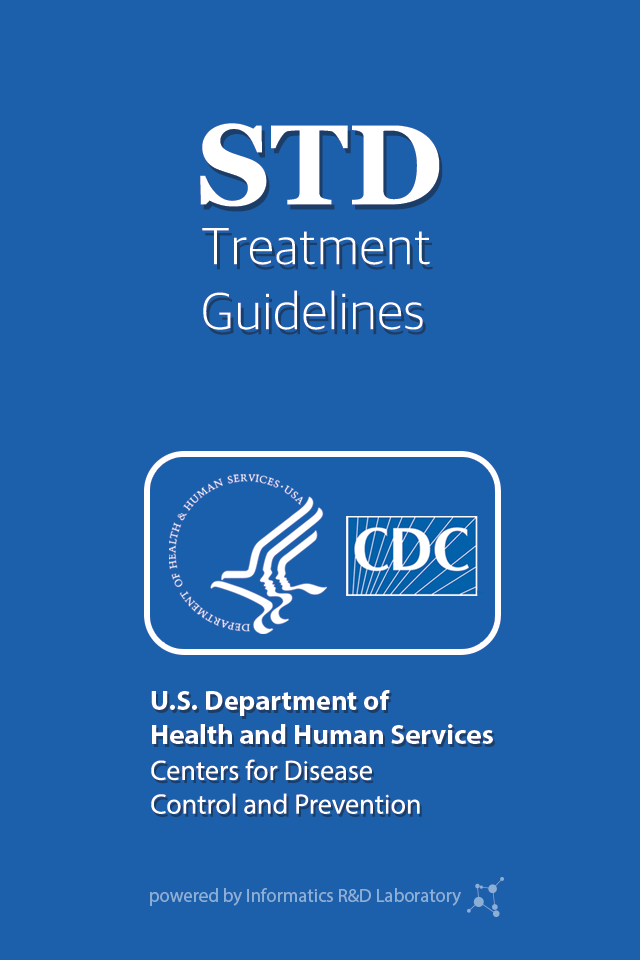 STD
Treatment
Guidelines
DEPARTMENT OF HEALTH & HUMAN SERVICES · USA
CDC
U.S. Department of
Health and Human Services
Centers for Disease
Control and Prevention
powered by Informatics R&D Laboratory